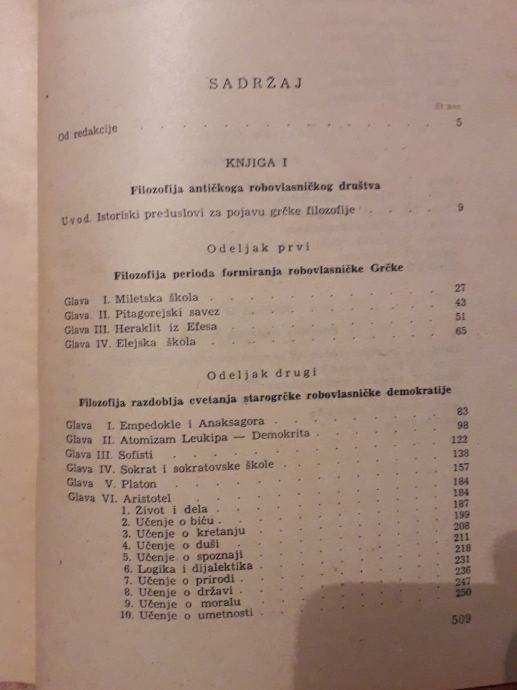 SADRŽAJ
Od redakcije . . . . . . . . . . 5
KNJIGA I
Filozofija antičkoga robovlasničkog društva
Uvod. Istoriski preduslovi za pojavu grčke filozofije . . . . 9
Odeljak prvi
Filozofija perioda formiranja robovlasničke Grčke
Glava I. Miletska škola . . . . . . . . 27
Glava II. Pitagorejski savez . . . . . . . 43
Glava III. Heraklit iz Efesa . . . . . . . 51
Glava IV. Elejska škola . . . . . . . . 65
Odeljak drugi
Filozofija razdoblja cvetanja starogrčke robovlasničke demokratije
Glava I. Empedokle i Anaksagora . . . . . . 83
Glava II. Atomizam Leukipa — Demokrita . . . . . 98
Glava III. Sofisti . . . . . . . . . 122
Glava IV. Sokrat i sokratovske škole . . . . . . 138
Glava V. Platon . . . . . . . . . 157
Glava VI. Aristotel . . . . . . . . . 184
1. Život i dela . . . . . . . . 184
2. Učenje o biću . . . . . . . . 187
3. Učenje o kretanju . . . . . . . 199
4. Učenje o duši . . . . . . . . 208
5. Učenje o spoznaji . . . . . . . 211
6. Logika i dijalektika . . . . . . . 218
7. Učenje o prirodi . . . . . . . 231
8. Učenje o državi . . . . . . . 236
9. Učenje o moralu . . . . . . . 247
10. Učenje o umetnosti . . . . . . . 250
509